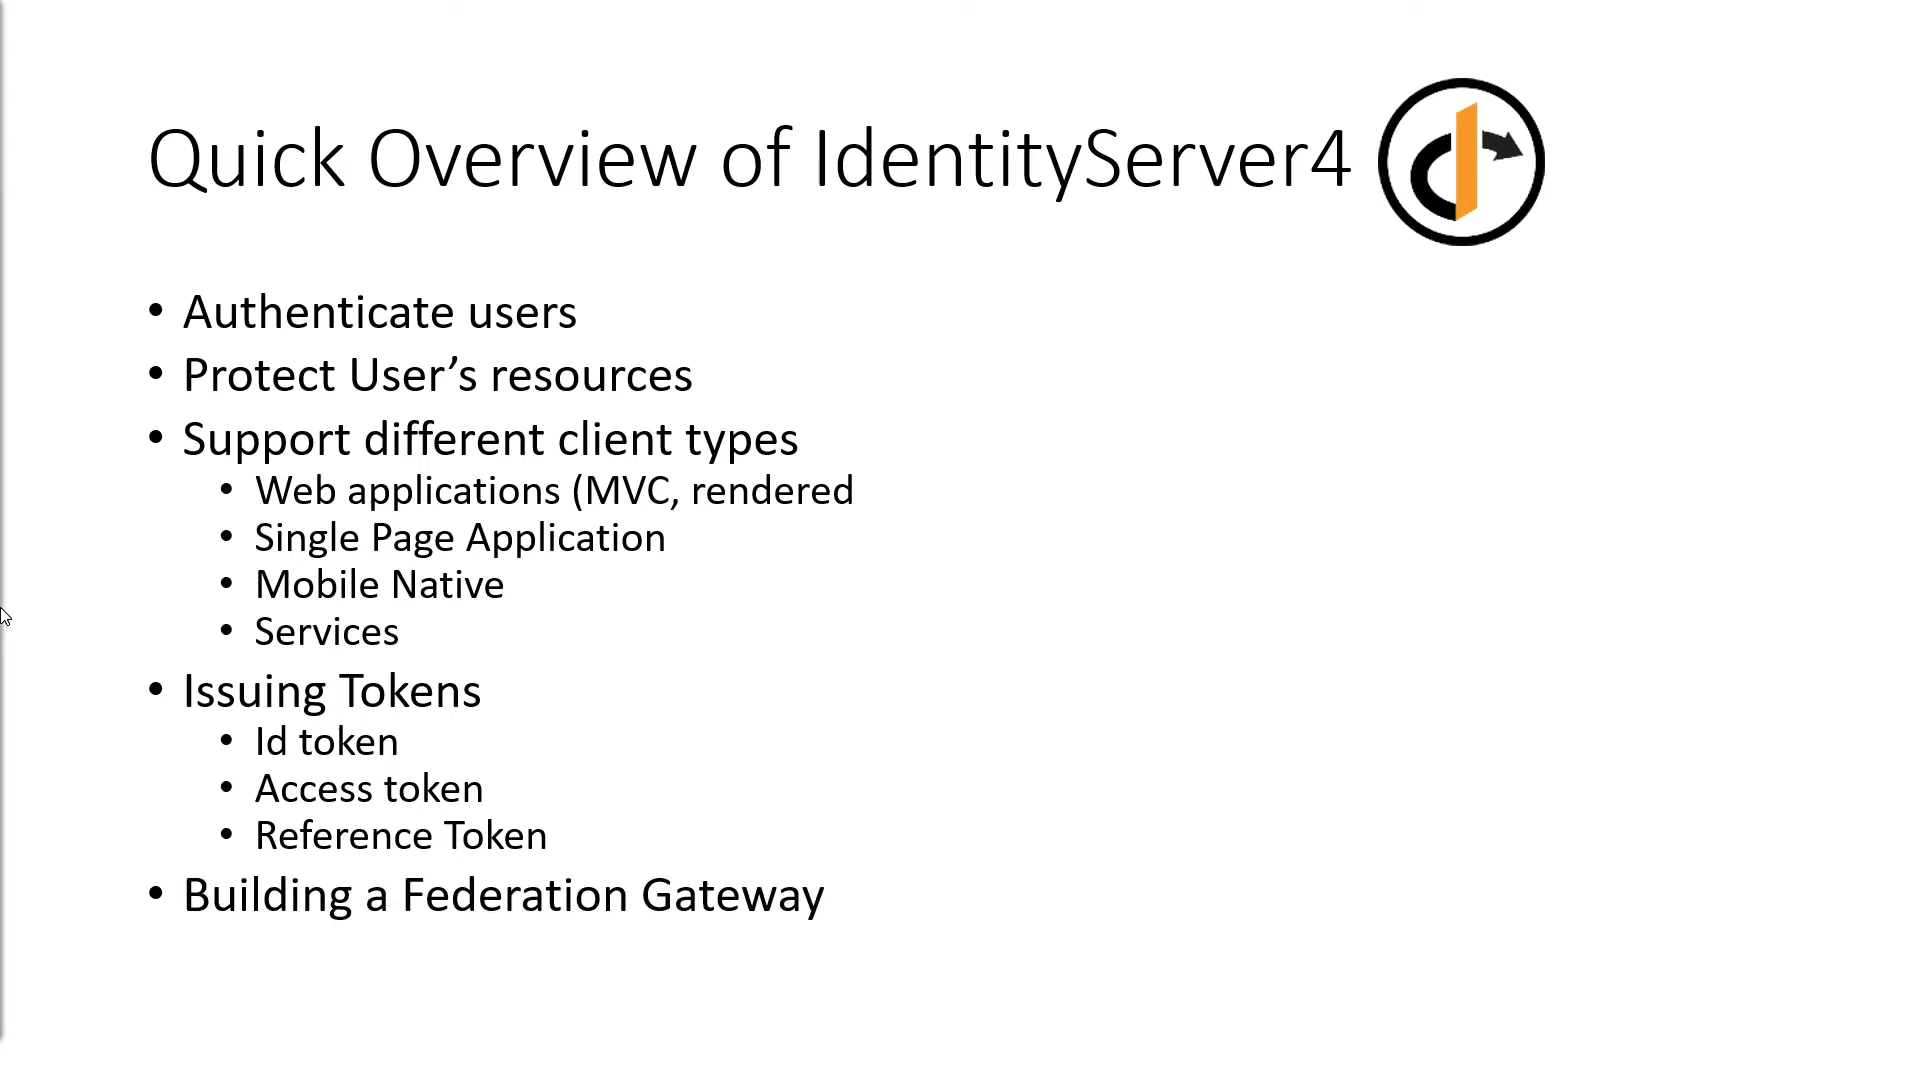 Quick Overview of IdentityServer4
• Authenticate users
• Protect User’s resources
• Support different client types
• Web applications (MVC, rendered
• Single Page Application
• Mobile Native
• Services
• Issuing Tokens
• Id token
• Access token
• Reference Token
• Building a Federation Gateway